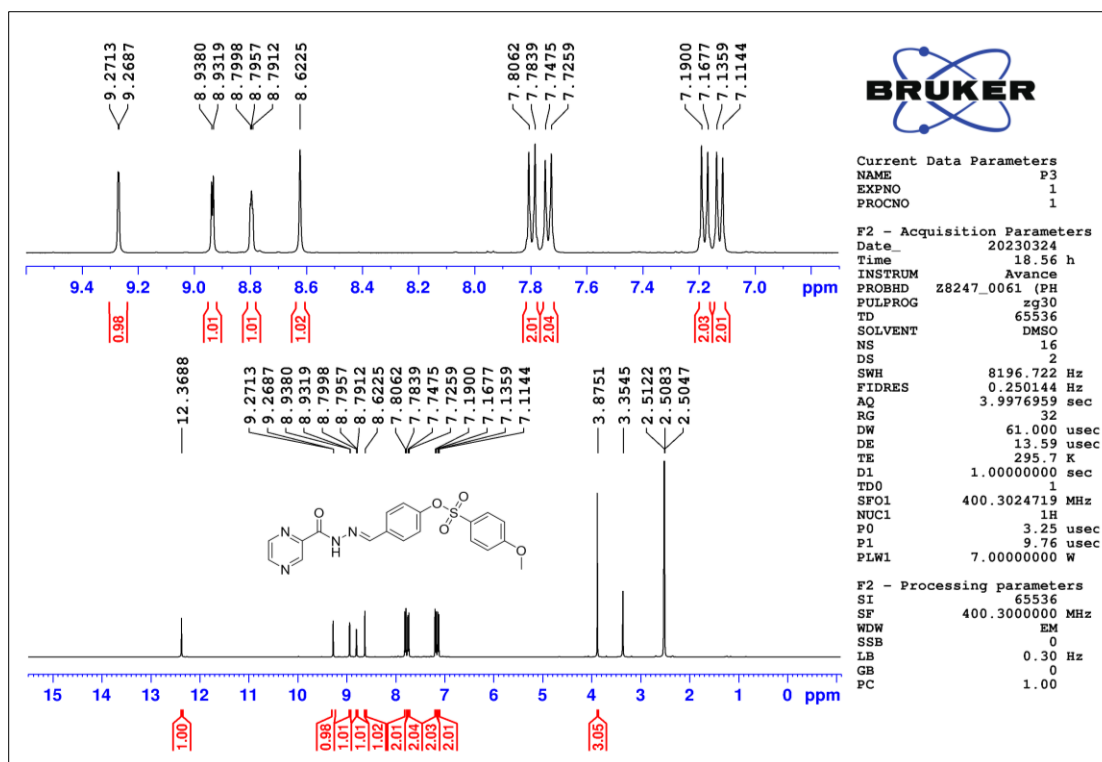 9.2713
9.2687
8.9380
8.9319
8.7998
8.7957
8.7912
8.6225
7.8062
7.7839
7.7475
7.7259
7.1900
7.1677
7.1359
7.1144
9.4 9.2 9.0 8.8 8.6 8.4 8.2 8.0 7.8 7.6 7.4 7.2 7.0 ppm
0.98
1.01
1.01
1.02
2.01
2.04
2.03
2.01
12.3688
9.2713
9.2687
8.9380
8.9319
8.7998
8.7957
8.7912
8.6225
7.8062
7.7839
7.7475
7.7259
7.1900
7.1677
7.1359
7.1144
3.8751
3.3545
2.5122
2.5083
2.5047
O
N
N
NH
N
O
O
S
O
O
15 14 13 12 11 10 9 8 7 6 5 4 3 2 1 0 ppm
1.00
0.98
1.01
1.01
1.02
2.01
2.04
2.03
2.01
3.05
BRUKER
Current Data Parameters
NAME P3
EXPNO 1
PROCNO 1
F2 - Acquisition Parameters
Date_ 20230324
Time 18.56 h
INSTRUM Avance
PROBHD Z8247_0061 (PH
PULPROG zg30
TD 65536
SOLVENT DMSO
NS 16
DS 2
SWH 8196.722 Hz
FIDRES 0.250144 Hz
AQ 3.9976959 sec
RG 32
DW 61.000 usec
DE 13.59 usec
TE 295.7 K
D1 1.00000000 sec
TD0 1
SFO1 400.3024719 MHz
NUC1 1H
P0 3.25 usec
P1 9.76 usec
PLW1 7.00000000 W
F2 - Processing parameters
SI 65536
SF 400.3000000 MHz
WDW EM
SSB 0
LB 0.30 Hz
GB 0
PC 1.00